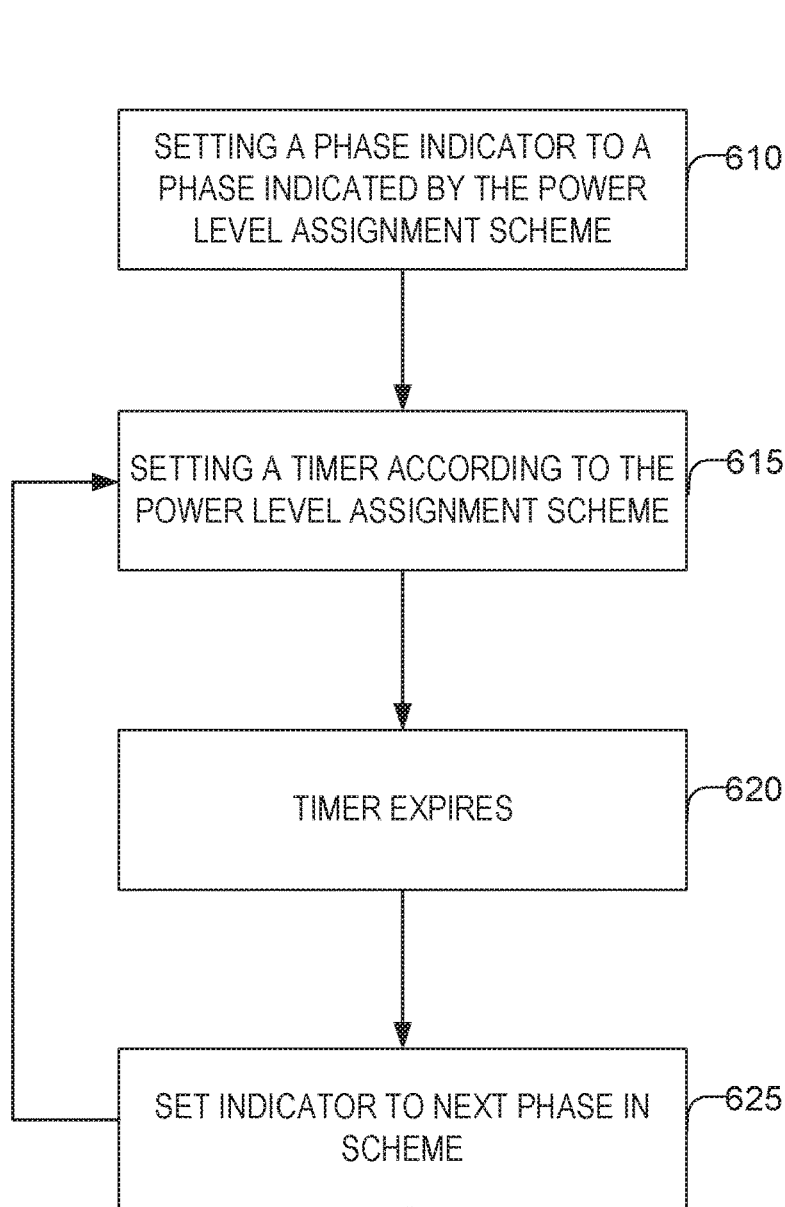 SETTING A PHASE INDICATOR TO A
PHASE INDICATED BY THE POWER
LEVEL ASSIGNMENT SCHEME
610
SETTING A TIMER ACCORDING TO THE
POWER LEVEL ASSIGNMENT SCHEME
615
TIMER EXPIRES
620
SET INDICATOR TO NEXT PHASE IN
SCHEME
625